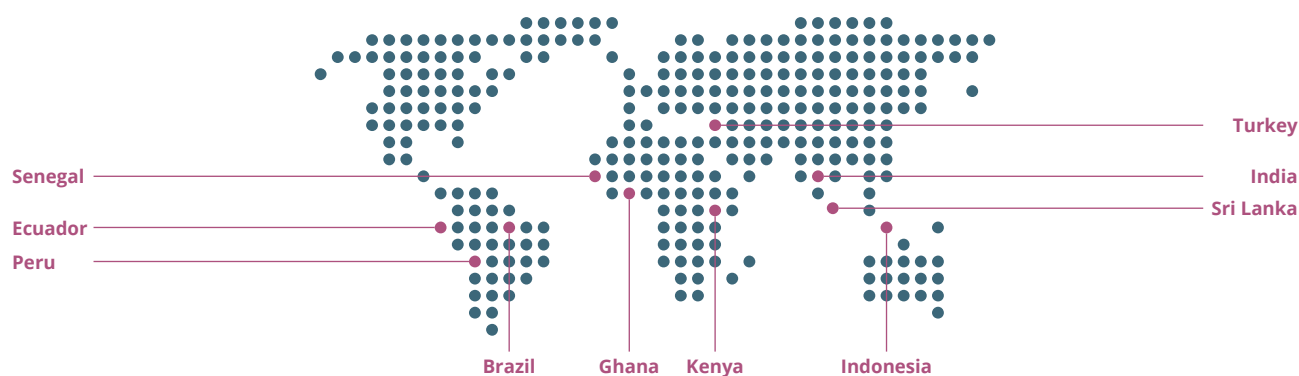 Turkey
Senegal
India
Sri Lanka
Ecuador
Peru
Brazil
Ghana
Kenya
Indonesia